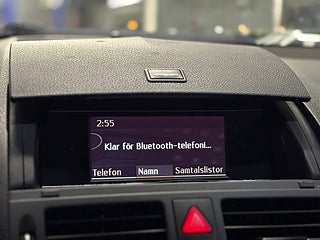 2:55
Klar för Bluetooth-telefoni...
Telefon Namn Samtalslistor